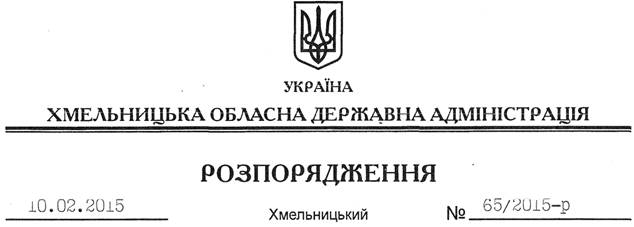 УКРАЇНА
ХМЕЛЬНИЦЬКА ОБЛАСНА ДЕРЖАВНА АДМІНІСТРАЦІЯ
РОЗПОРЯДЖЕННЯ
10.02.2015 Хмельницький № 65/2015-р